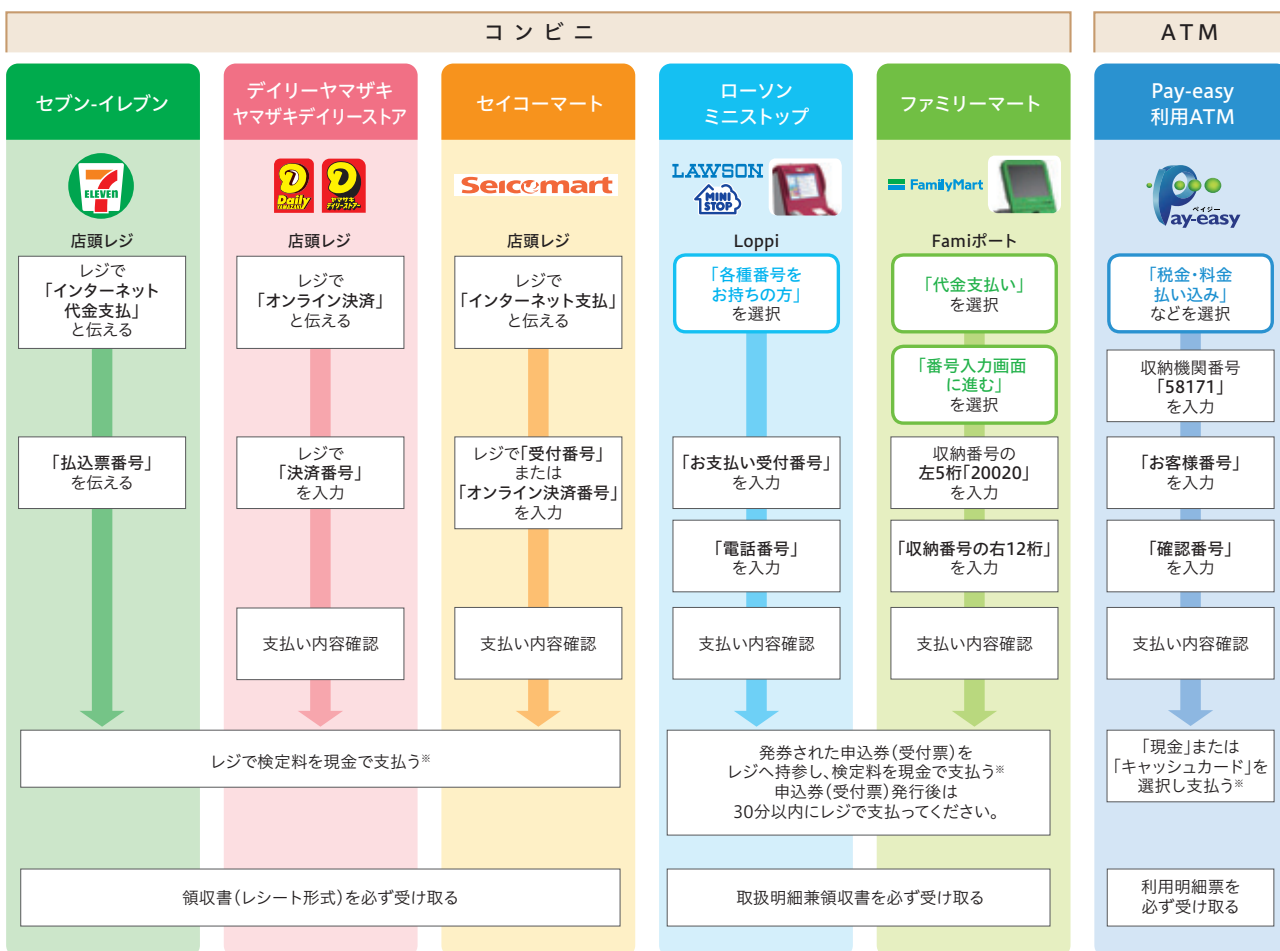 コンビニ
ATM
セブン-イレブン
店頭レジ
レジで
「インターネット
代金支払」
と伝える
「払込票番号」
を伝える
デイリーヤマザキ
ヤマザキデイリーストア
店頭レジ
レジで
「オンライン決済」
と伝える
レジで
「決済番号」
を入力
支払い内容確認
セイコーマート
Seicomart
店頭レジ
レジで
「インターネット支払」
と伝える
レジで「受付番号」
または
「オンライン決済番号」
を入力
支払い内容確認
レジで検定料を現金で支払う※
領収書(レシート形式)を必ず受け取る
ローソン
ミニストップ
LAWSON
MINI
STOP
Loppi
「各種番号を
お持ちの方」
を選択
「お支払い受付番号」
を入力
「電話番号」
を入力
支払い内容確認
ファミリーマート
FamilyMart
Famiポート
「代金支払い」
を選択
「番号入力画面
に進む」
を選択
収納番号の
左5桁「20020」
を入力
「収納番号の右12桁」
を入力
支払い内容確認
発券された申込券(受付票)を
レジへ持参し、検定料を現金で支払う※
申込券(受付票)発行後は
30分以内にレジで支払ってください。
取扱明細兼領収書を必ず受け取る
Pay-easy
利用ATM
ペイジー
Pay-easy
「税金・料金
払い込み」
などを選択
収納機関番号
「58171」
を入力
「お客様番号」
を入力
「確認番号」
を入力
支払い内容確認
「現金」または
「キャッシュカード」を
選択し支払う※
利用明細票を
必ず受け取る
7
ELEVEn
Daily
YAMAZAKI
ヤマザキ
デイリーストアー